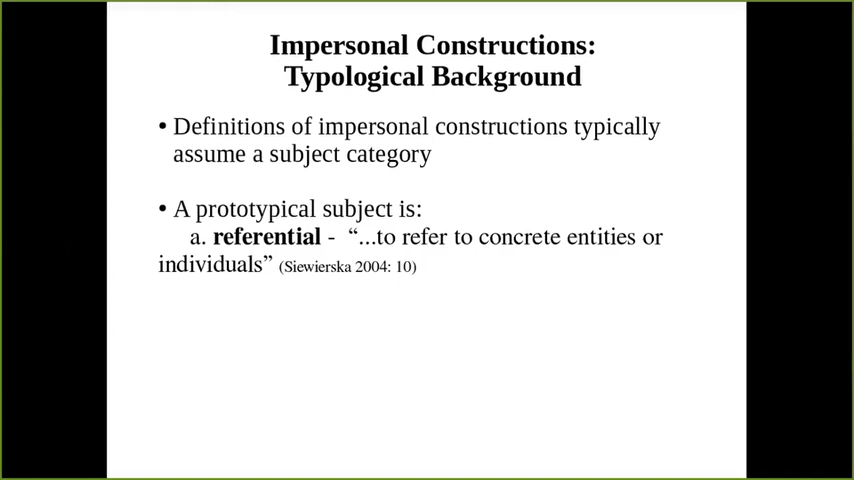 Impersonal Constructions:
Typological Background
• Definitions of impersonal constructions typically
assume a subject category
• A prototypical subject is:
a. referential - “...to refer to concrete entities or
individuals” (Siewierska 2004: 10)